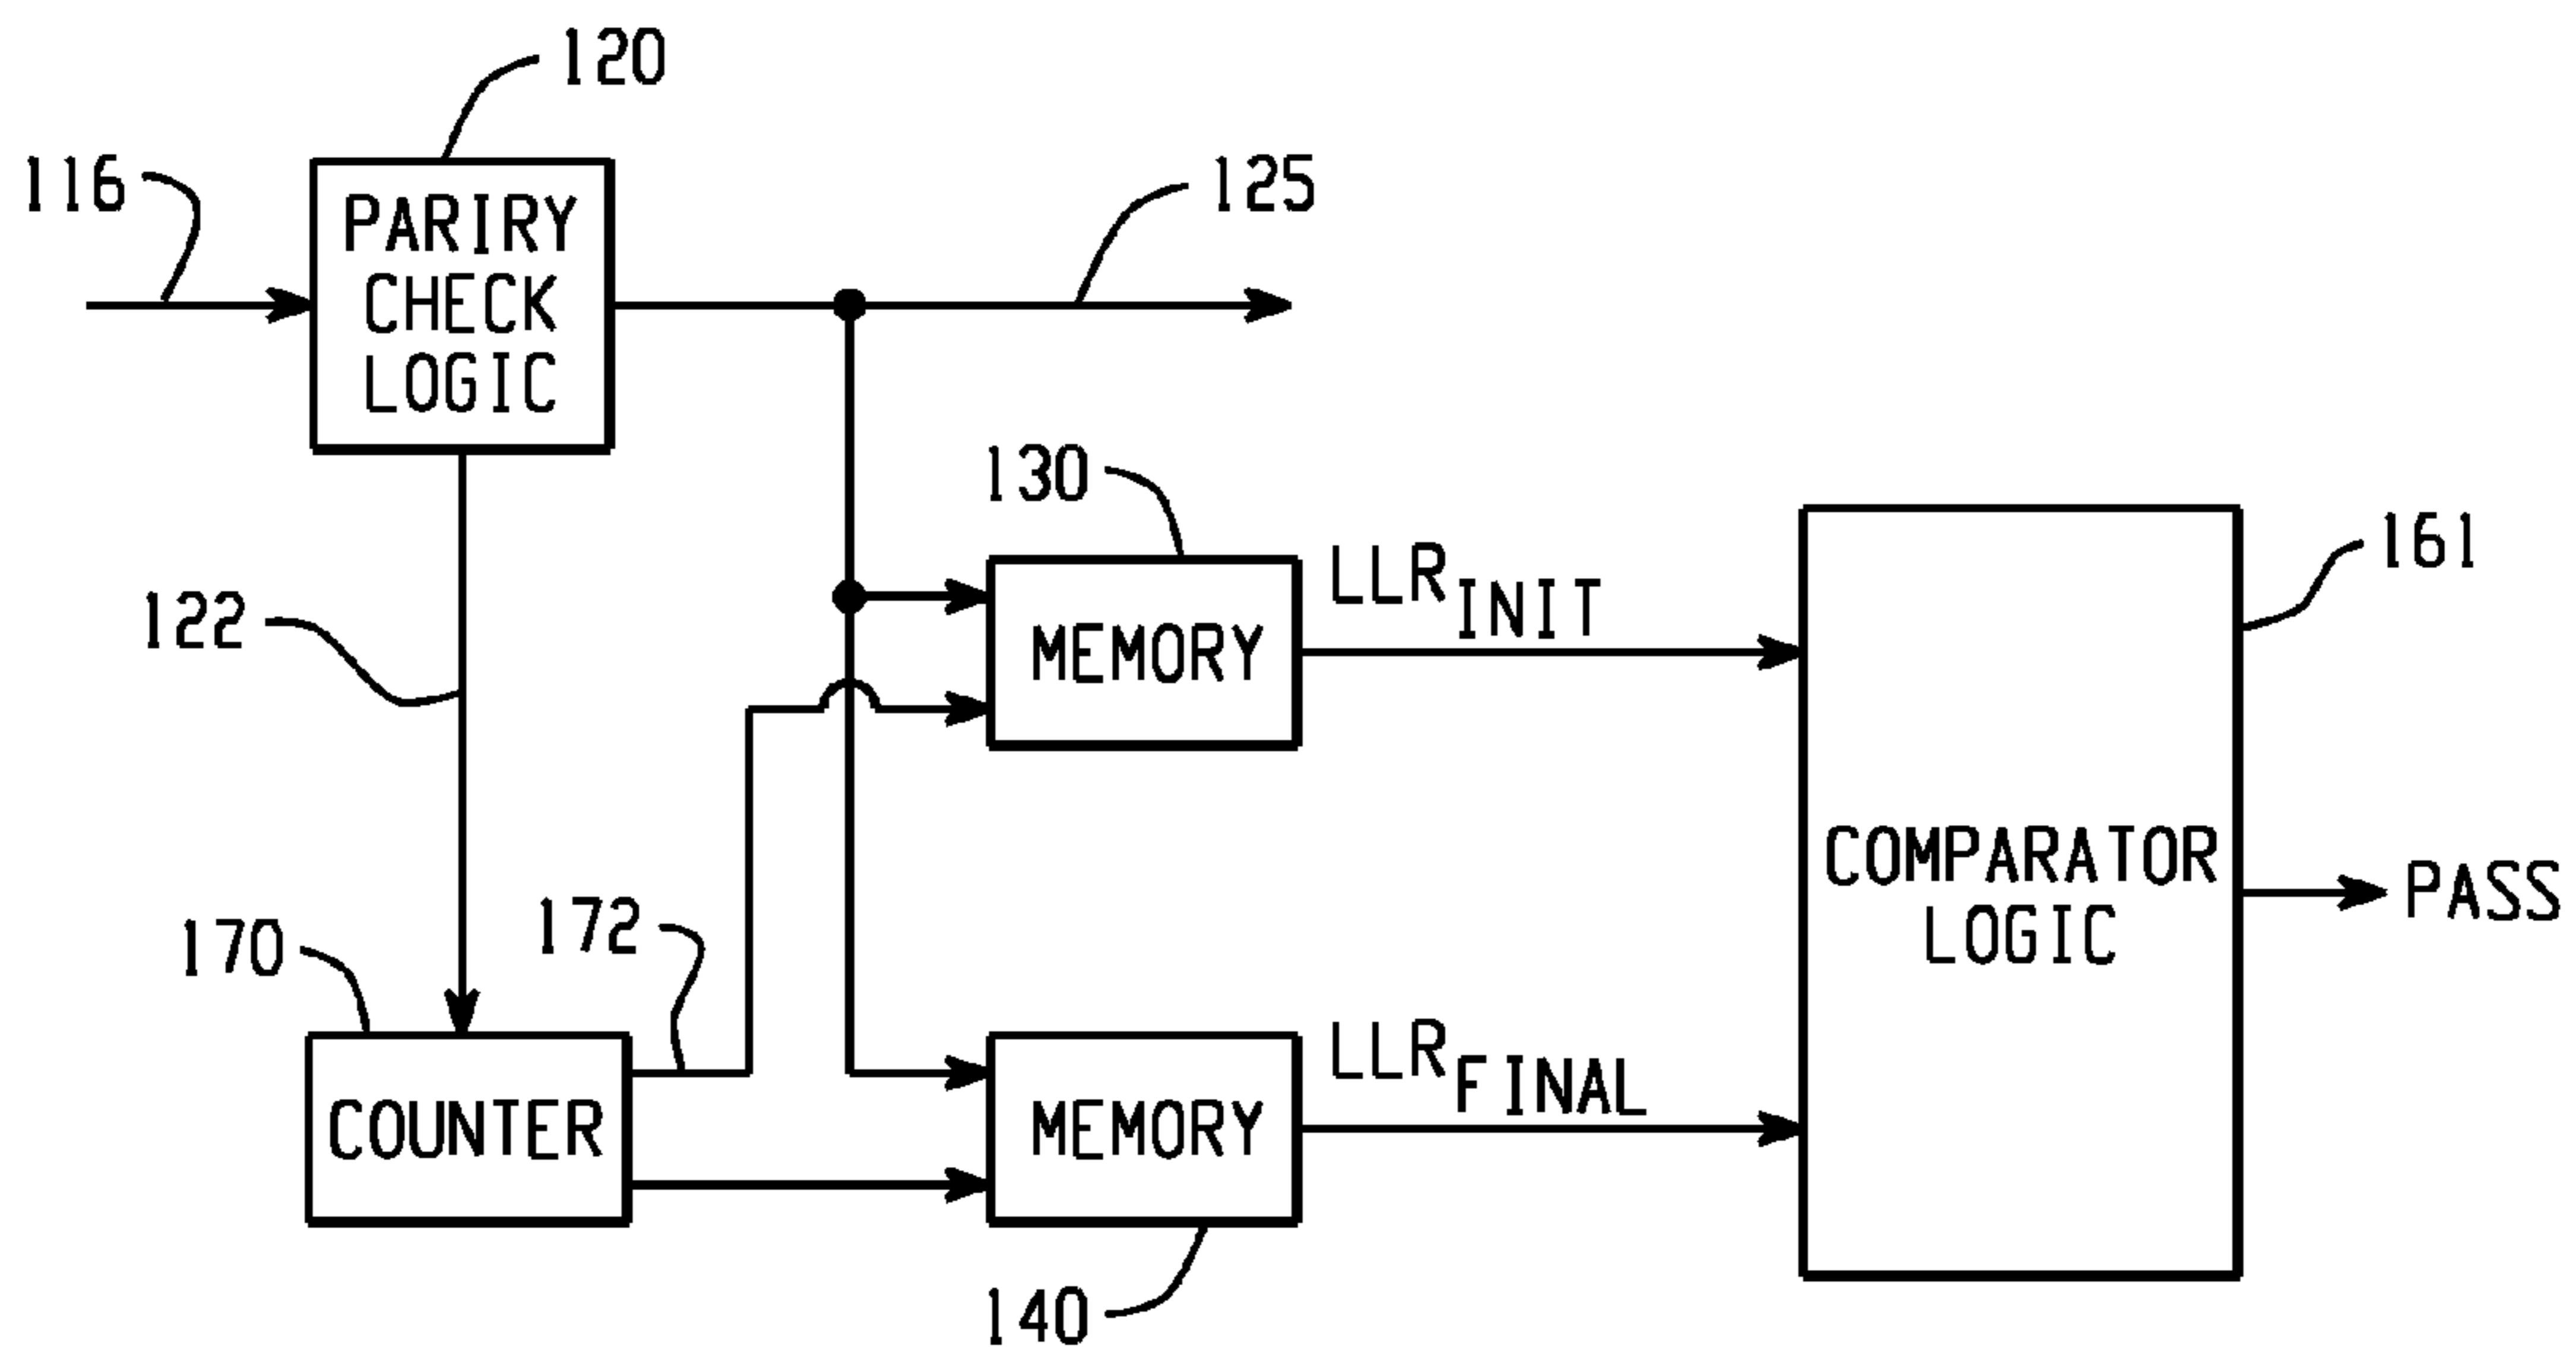 120
116
125
PARIRY
CHECK
LOGIC
130
161
LLRINIT
122
MEMORY
COMPARATOR
LOGIC
PASS
172
170
LLRFINAL
COUNTER
MEMORY
140